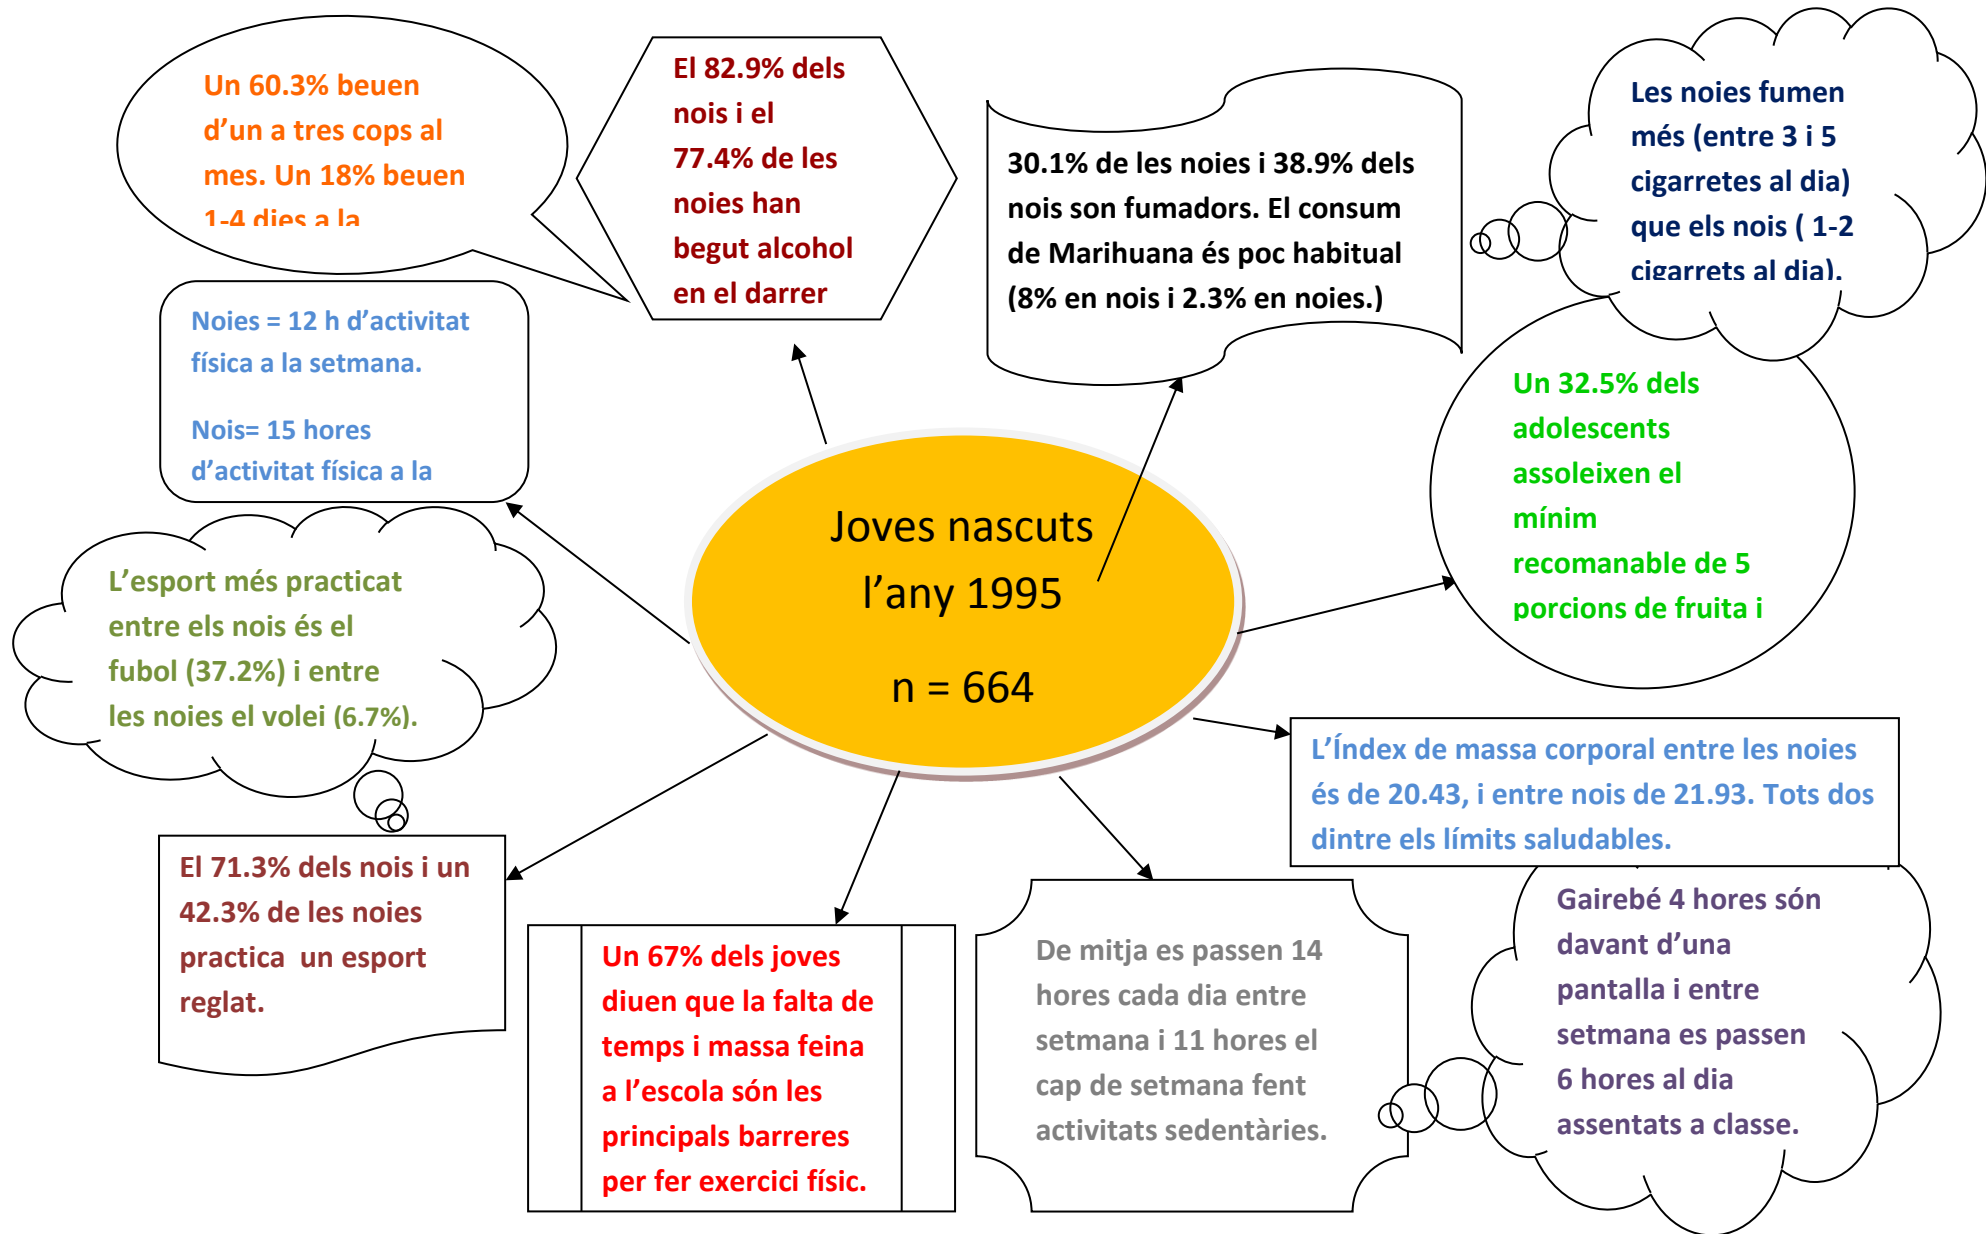 Un 60.3% beuen
d'un a tres cops al
mes. Un 18% beuen
1-4 dies a la
El 82.9% dels
nois i el
77.4% de les
noies han
begut alcohol
en el darrer
30.1% de les noies i 38.9% dels
nois son fumadors. El consum
de Marihuana és poc habitual
(8% en nois i 2.3% en noies.)
Les noies fumen
més (entre 3 i 5
cigarretes al dia)
que els nois ( 1-2
cigarrets al dia).
Noies = 12 h d'activitat
física a la setmana.
Nois= 15 hores
d'activitat física a la
Un 32.5% dels
adolescents
assoleixen el
mínim
recomanable de 5
porcions de fruita i
Joves nascuts
l'any 1995
n = 664
L'esport més practicat
entre els nois és el
fubol (37.2%) i entre
les noies el volei (6.7%).
L'Índex de massa corporal entre les noies
és de 20.43, i entre nois de 21.93. Tots dos
dintre els límits saludables.
El 71.3% dels nois i un
42.3% de les noies
practica un esport
reglat.
Un 67% dels joves
diuen que la falta de
temps i massa feina
a l'escola són les
principals barreres
per fer exercici físic.
De mitja es passen 14
hores cada dia entre
setmana i 11 hores el
cap de setmana fent
activitats sedentàries.
Gairebé 4 hores són
davant d'una
pantalla i entre
setmana es passen
6 hores al dia
assentats a classe.